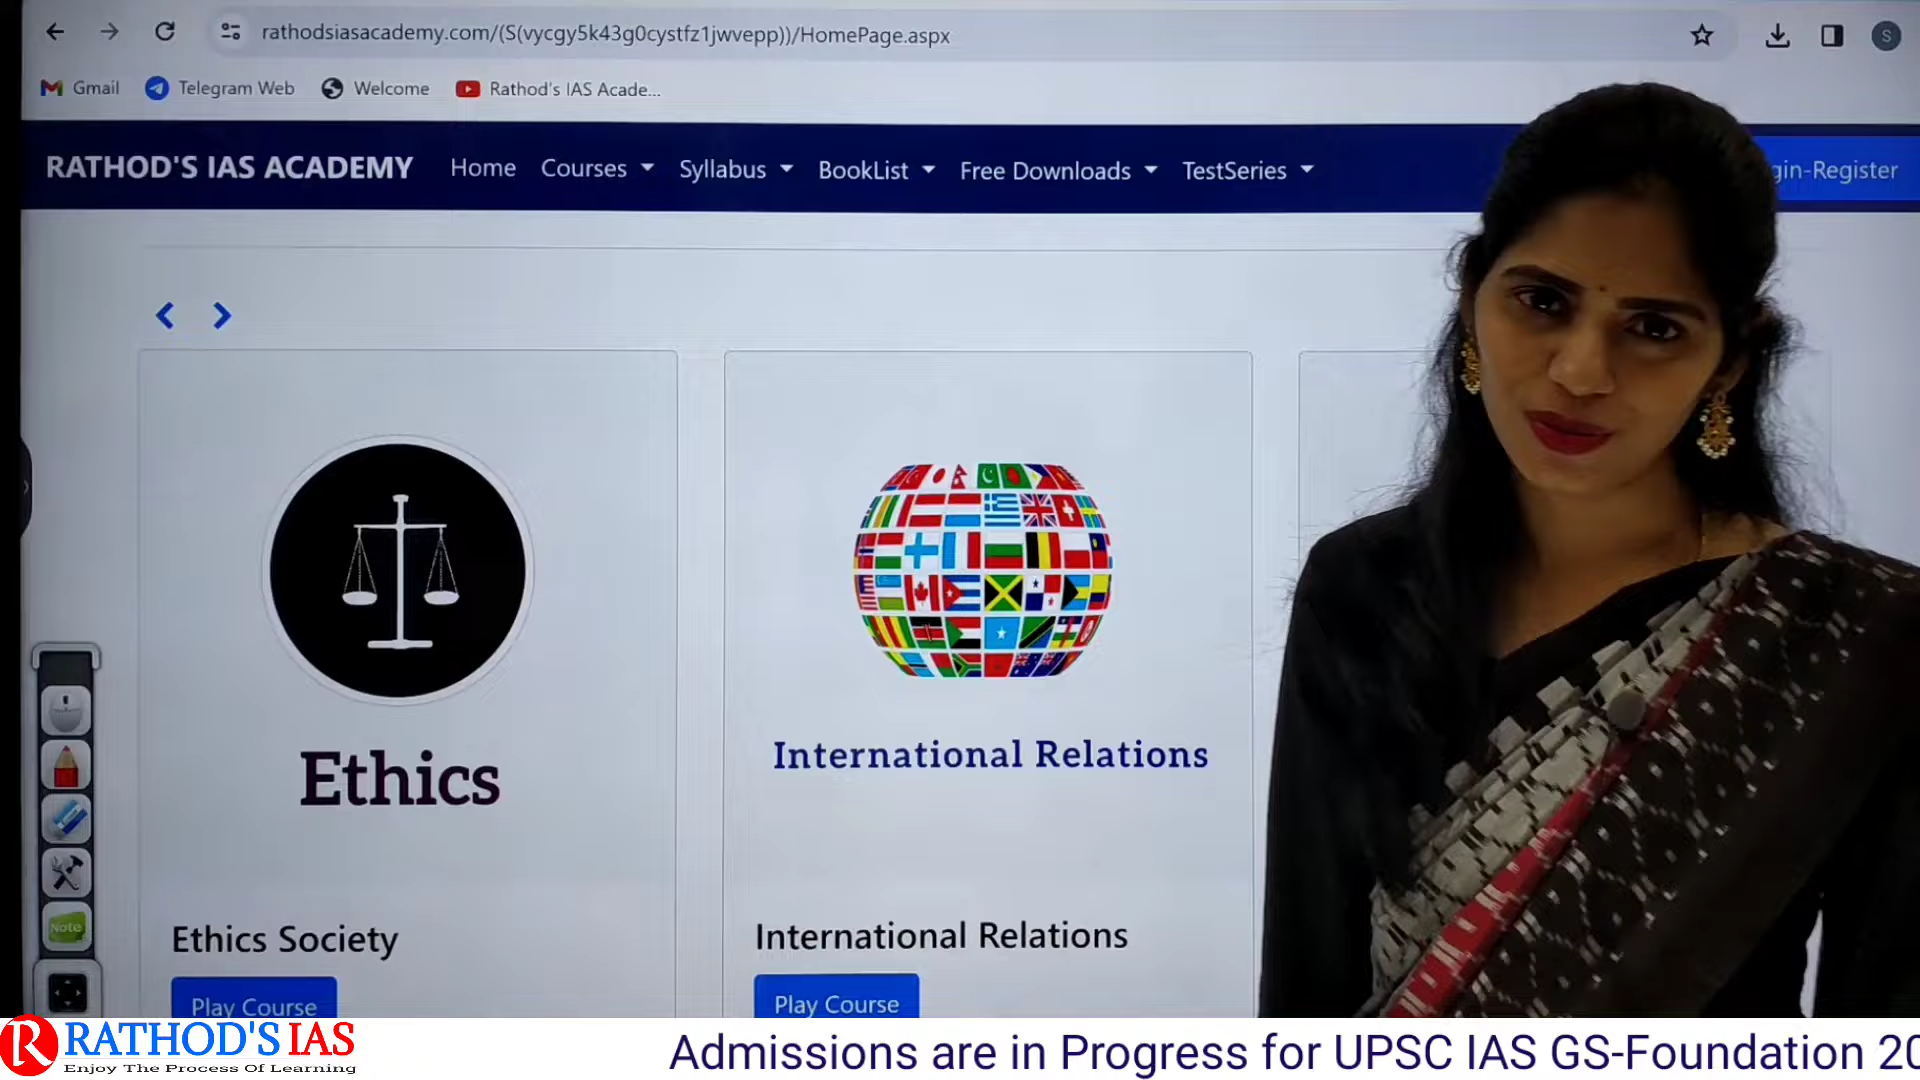 rathodsiasacademy.com/(S(vycgy5k43g0cystfz1jwvepp))/HomePage.aspx
S
Gmail Telegram Web Welcome Rathod's IAS Acade...
RATHOD'S IAS ACADEMY Home Courses Syllabus BookList Free Downloads TestSeries gin-Register
Ethics
International Relations
Ethics Society
International Relations
Play Course
Play Course
Note
R RATHOD'S IAS
Enjoy The Process Of Learning
Admissions are in Progress for UPSC IAS GS-Foundation 20